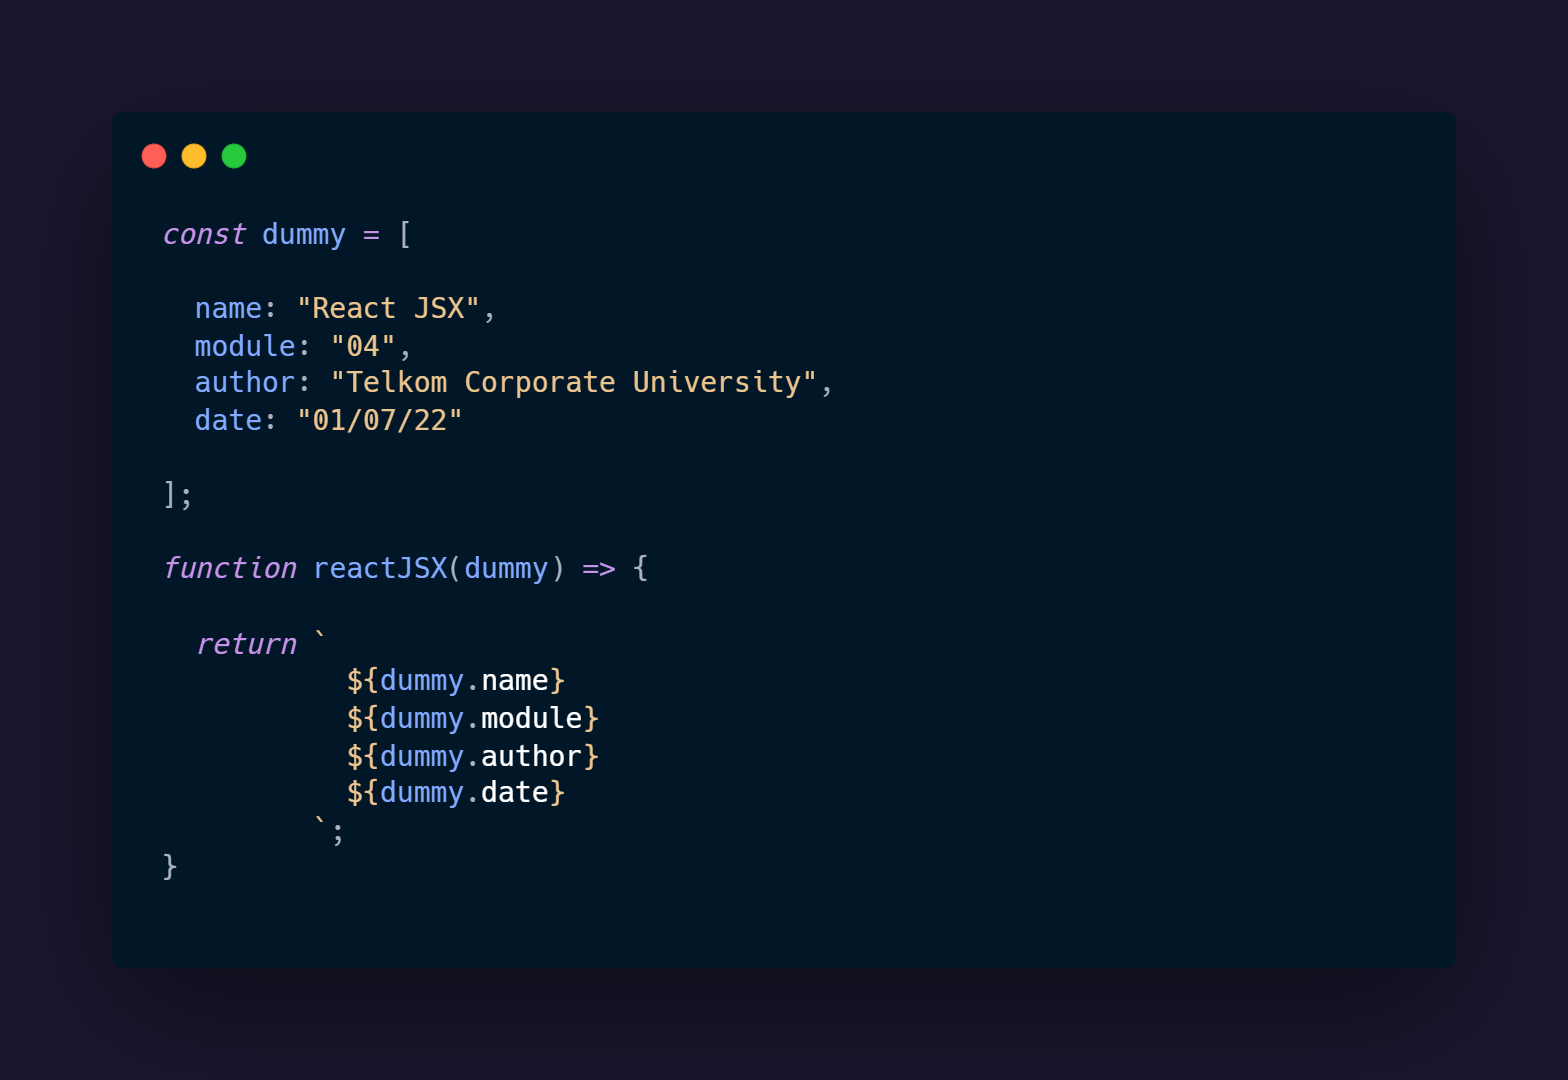 const dummy = [
name: "React JSX",
module: "04",
author: "Telkom Corporate University",
date: "01/07/22"
];
function reactJSX(dummy) => {
return `
${dummy.name}
${dummy.module}
${dummy.author}
${dummy.date}
`;
}